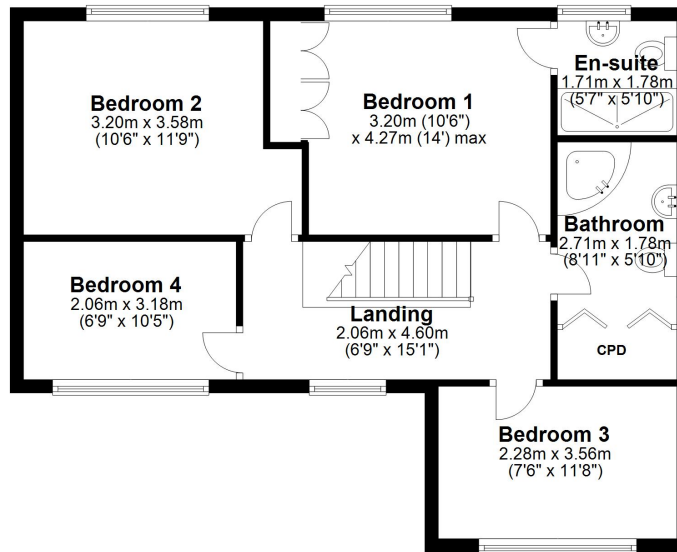 Bedroom 2
3.20m x 3.58m
(10'6" x 11'9")
Bedroom 1
3.20m (10'6")
x 4.27m (14') max
En-suite
1.71m x 1.78m
(5'7" x 5'10")
Bathroom
2.71m x 1.78m
(8'11" x 5'10")
CPD
Bedroom 4
2.06m x 3.18m
(6'9" x 10'5")
Landing
2.06m x 4.60m
(6'9" x 15'1")
Bedroom 3
2.28m x 3.56m
(7'6" x 11'8")